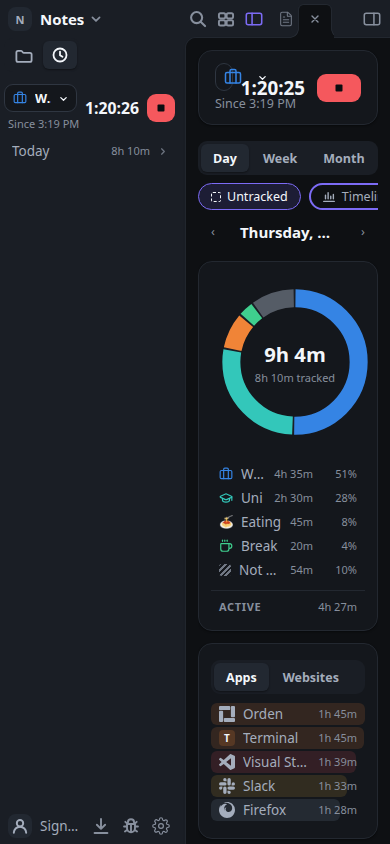 N Notes
W. 1:20:26
Since 3:19 PM
Today 8h 10m
1:20:25
Since 3:19 PM
Day Week Month
Untracked Timeli
Thursday, ...
9h 4m
8h 10m tracked
W... 4h 35m 51%
Uni 2h 30m 28%
Eating 45m 8%
Break 20m 4%
Not ... 54m 10%
ACTIVE 4h 27m
Apps Websites
Orden 1h 45m
T Terminal 1h 45m
Visual St... 1h 39m
Slack 1h 33m
Firefox 1h 28m
Sign...